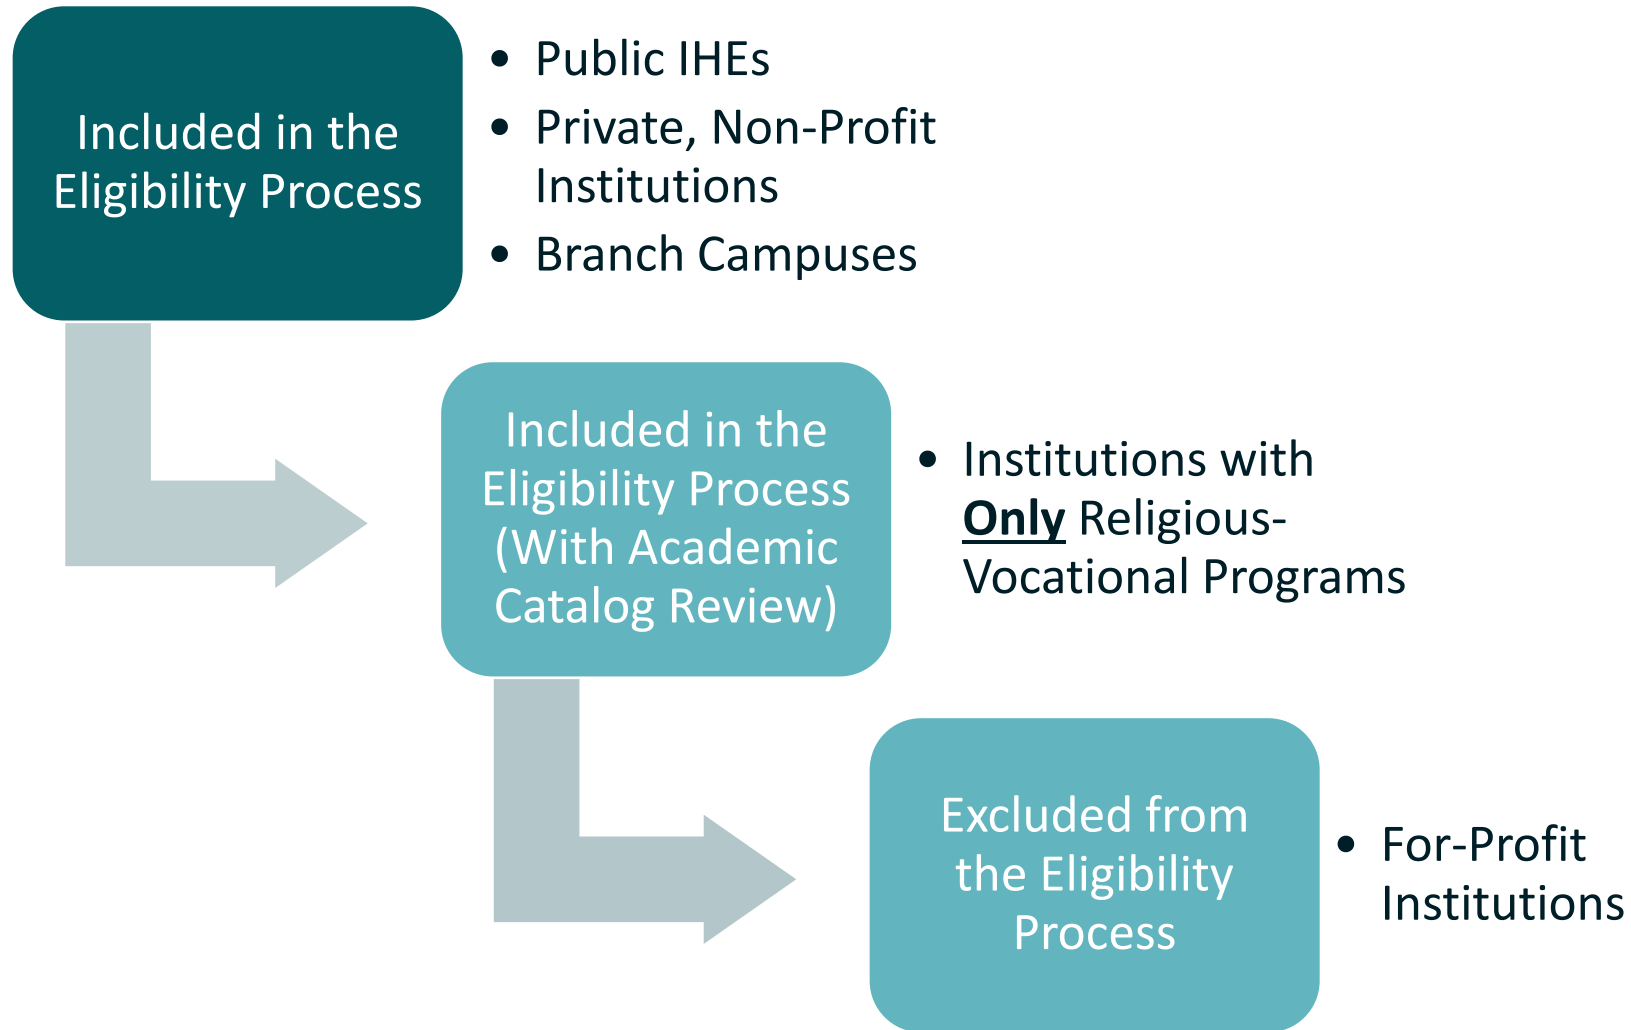 Included in the
Eligibility Process
• Public IHEs
• Private, Non-Profit
Institutions
• Branch Campuses
Included in the
Eligibility Process
(With Academic
Catalog Review)
• Institutions with
Only Religious-
Vocational Programs
Excluded from
the Eligibility
Process
• For-Profit
Institutions